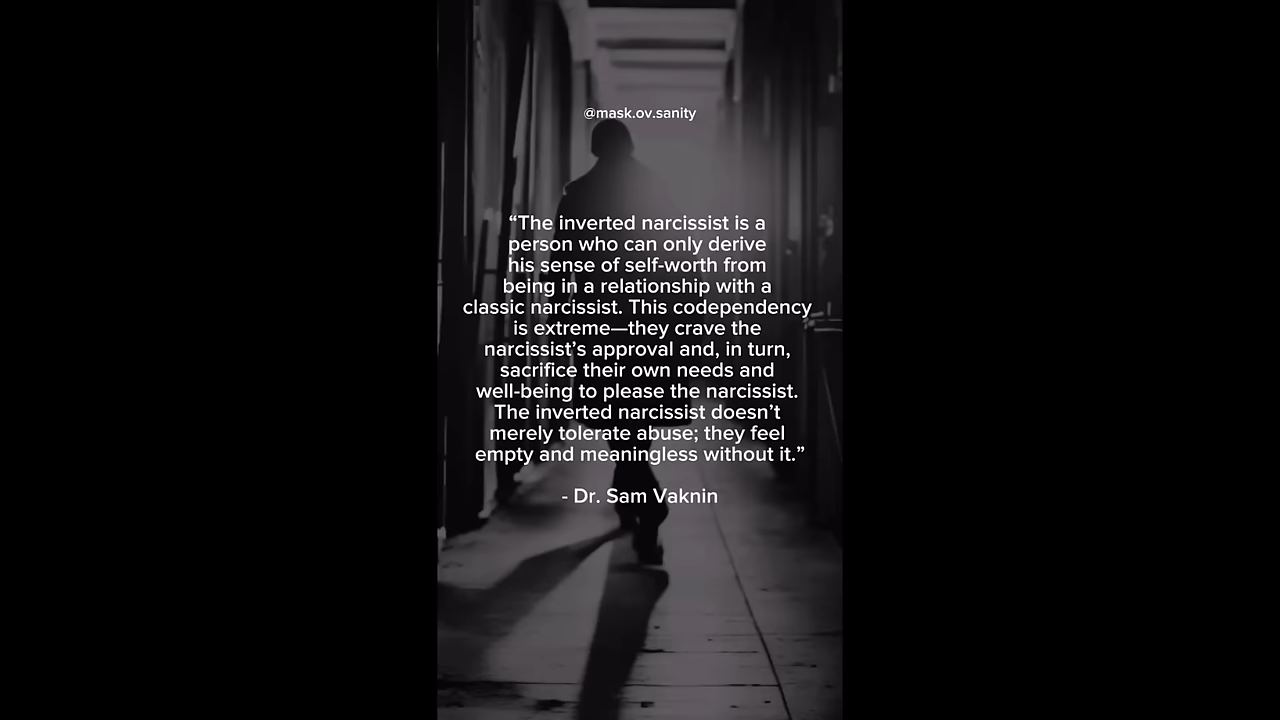 @mask.ov.sanity
“The inverted narcissist is a
person who can only derive
his sense of self-worth from
being in a relationship with a
classic narcissist. This codependency
is extreme—they crave the
narcissist’s approval and, in turn,
sacrifice their own needs and
well-being to please the narcissist.
The inverted narcissist doesn’t
merely tolerate abuse; they feel
empty and meaningless without it.”
- Dr. Sam Vaknin